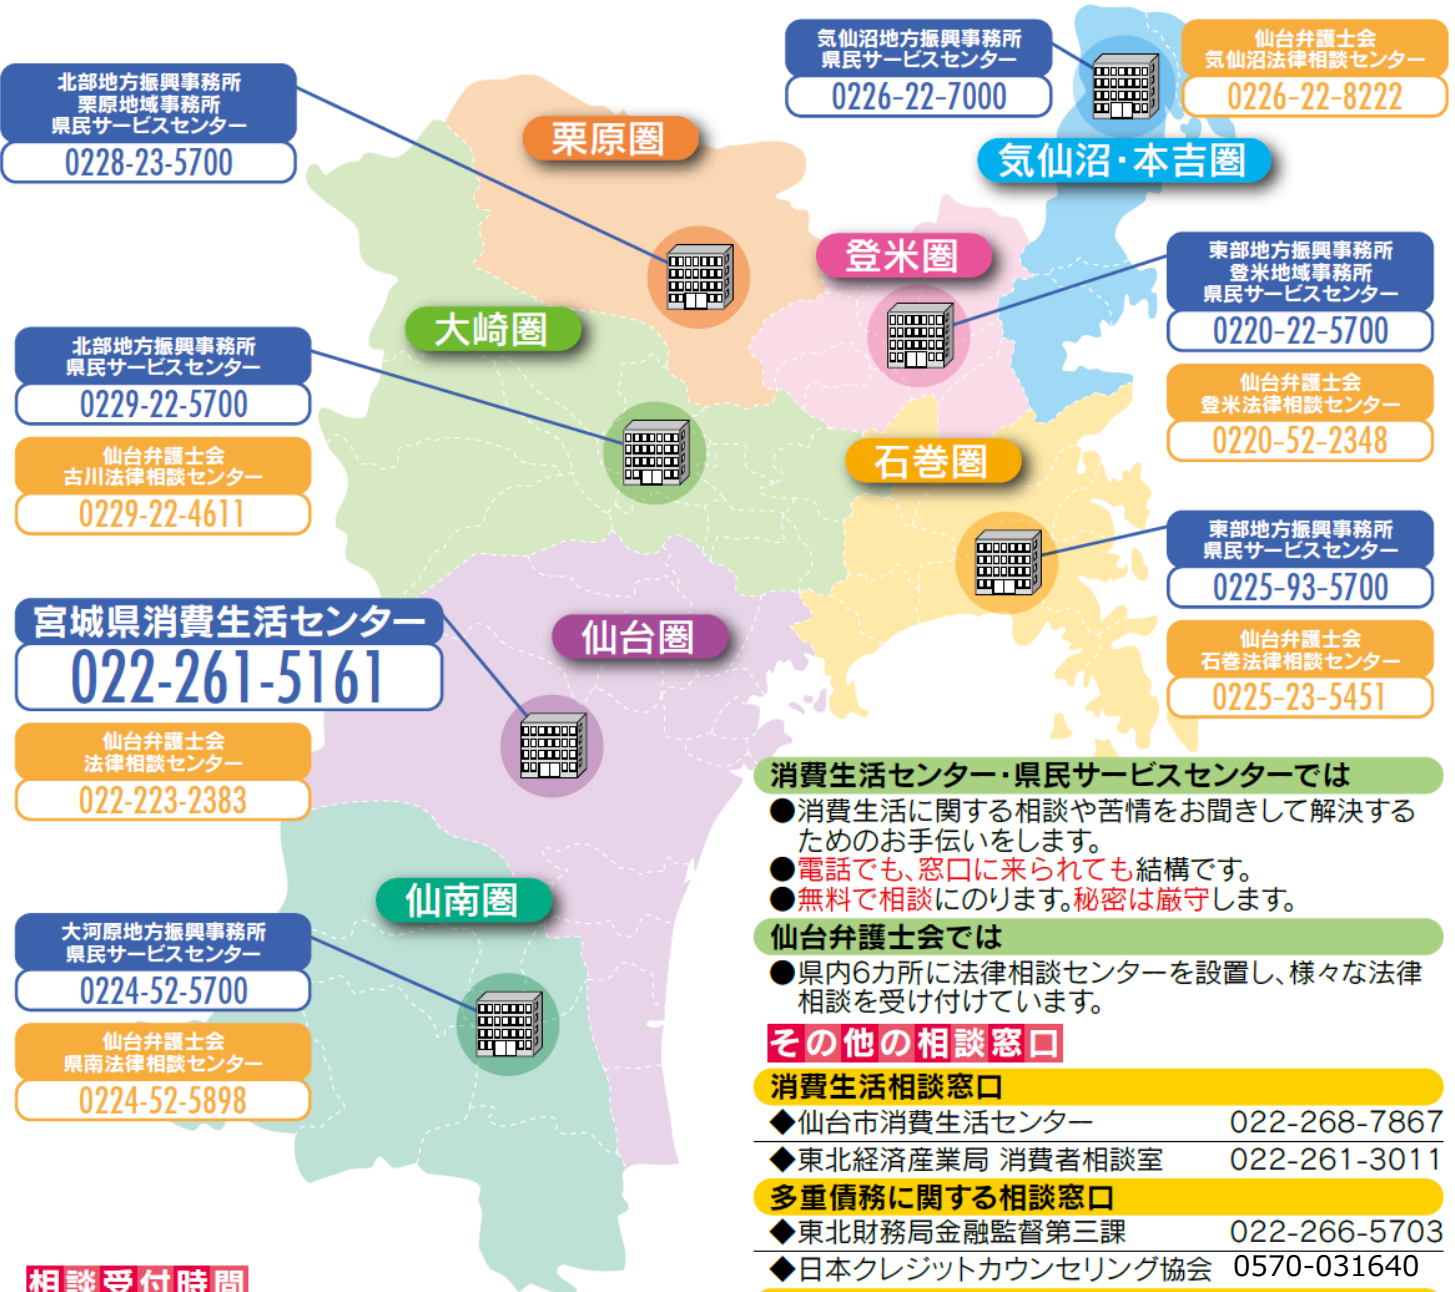 気仙沼地方振興事務所
県民サービスセンター
0226-22-7000
仙台弁護士会
気仙沼法律相談センター
0226-22-8222
北部地方振興事務所
栗原地域事務所
県民サービスセンター
0228-23-5700
栗原圏
気仙沼・本吉圏
登米圏
東部地方振興事務所
登米地域事務所
県民サービスセンター
0220-22-5700
大崎圏
北部地方振興事務所
県民サービスセンター
0229-22-5700
仙台弁護士会
登米法律相談センター
0220-52-2348
仙台弁護士会
古川法律相談センター
0229-22-4611
石巻圏
東部地方振興事務所
県民サービスセンター
0225-93-5700
宮城県消費生活センター
022-261-5161
仙台圏
仙台弁護士会
石巻法律相談センター
0225-23-5451
仙台弁護士会
法律相談センター
022-223-2383
仙南圏
大河原地方振興事務所
県民サービスセンター
0224-52-5700
仙台弁護士会
県南法律相談センター
0224-52-5898
消費生活センター・県民サービスセンターでは
●消費生活に関する相談や苦情をお聞きして解決する
ためのお手伝いをします。
●電話でも、窓口に来られても結構です。
●無料で相談にのります。秘密は厳守します。
仙台弁護士会では
●県内6カ所に法律相談センターを設置し、様々な法律
相談を受け付けています。
その他の相談窓口
消費生活相談窓口
◆仙台市消費生活センター 022-268-7867
◆東北経済産業局 消費者相談室 022-261-3011
多重債務に関する相談窓口
◆東北財務局金融監督第三課 022-266-5703
◆日本クレジットカウンセリング協会 0570-031640
相談受付時間